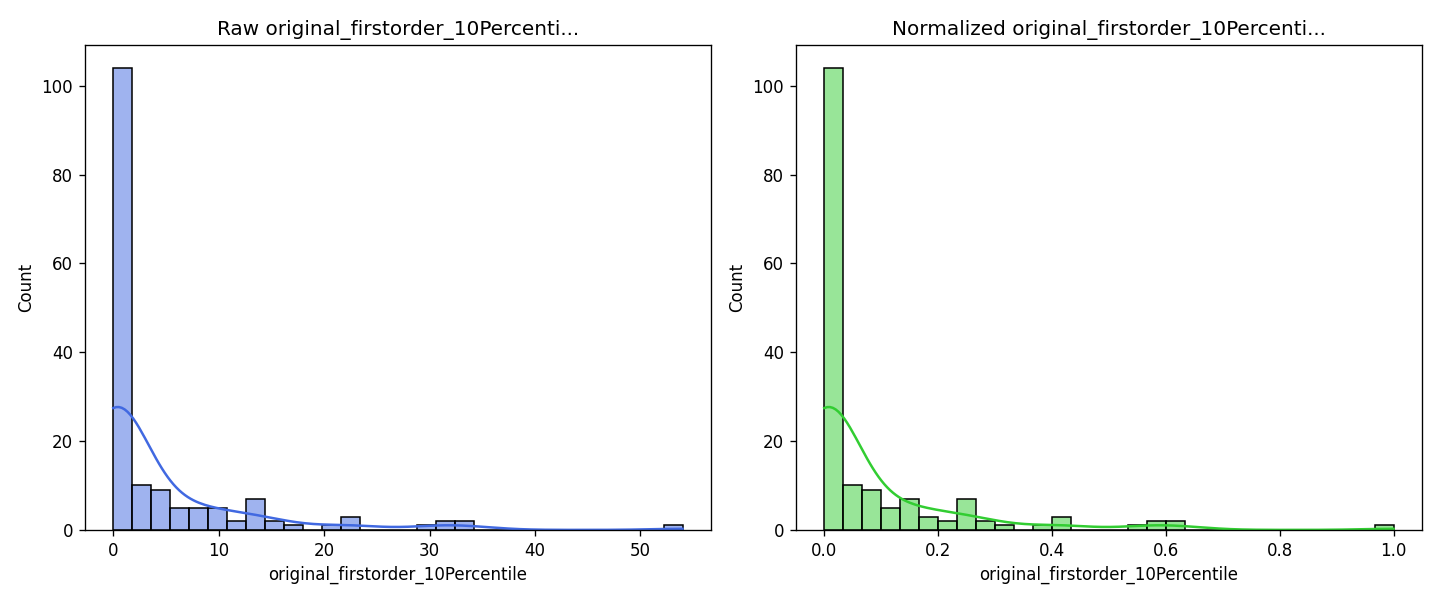 Raw original_firstorder_10Percenti...
Count
100
80
60
40
20
0
0 10 20 30 40 50
original_firstorder_10Percentile
Normalized original_firstorder_10Percenti...
Count
100
80
60
40
20
0
0.0 0.2 0.4 0.6 0.8 1.0
original_firstorder_10Percentile